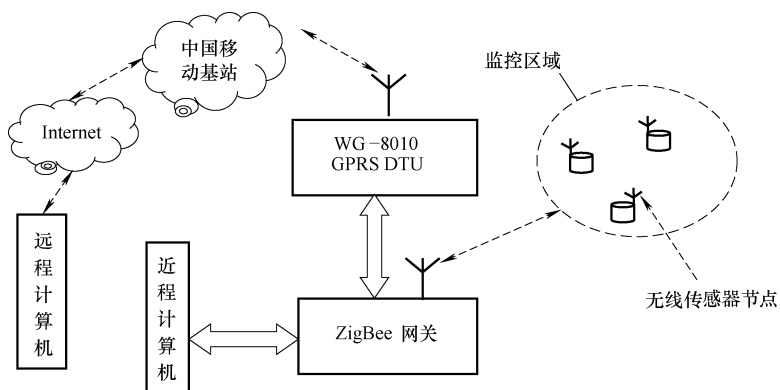 中国移
动基站
Internet
WG-8010
GPRS DTU
监控区域
远程计算机
近程计算机
ZigBee 网关
无线传感器节点